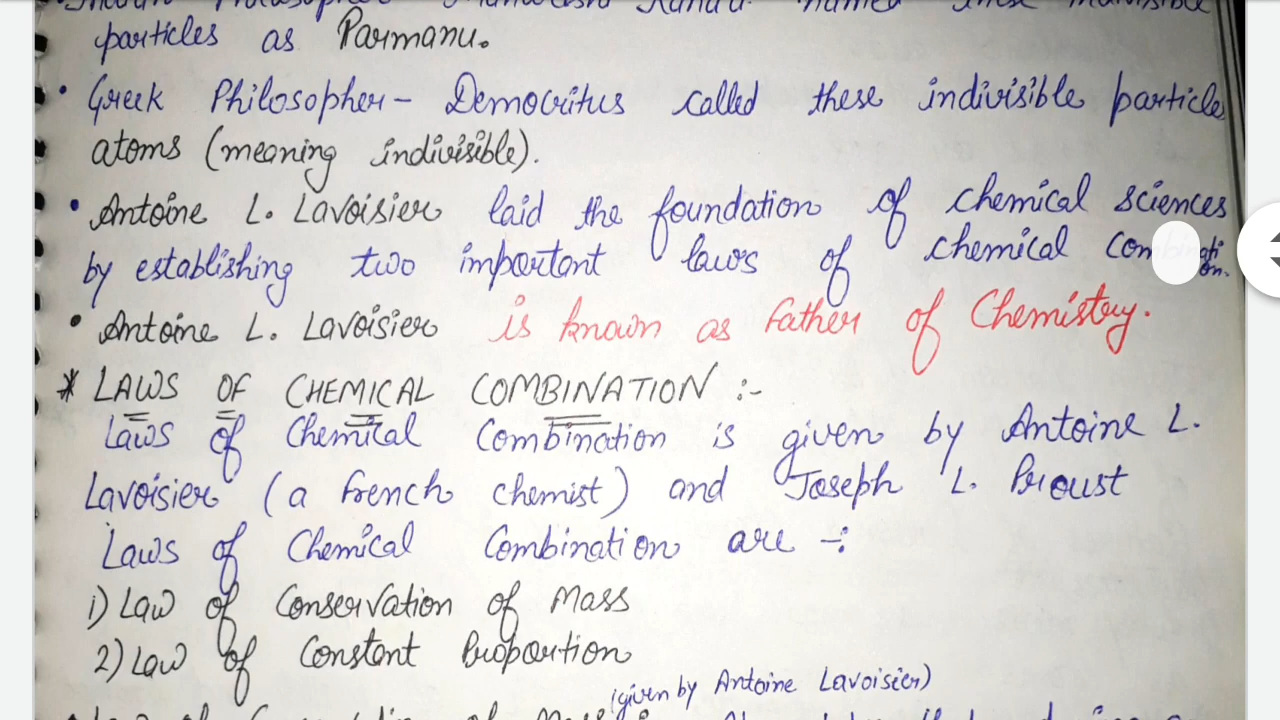 particles as Parmanu.
• Greek Philosopher- Democritus called these indivisible particles
atoms (meaning indivisible).
• Antoine L. Lavoisier laid the foundation of chemical sciences
by establishing two important laws of chemical combination.
• Antoine L. Lavoisier is known as Father of Chemistry.
* LAWS OF CHEMICAL COMBINATION :-
Laws of Chemical Combination is given by Antoine L.
Lavoisier (a French chemist) and Joseph L. Proust
Laws of Chemical Combination are -:
1) Law of Conservation of Mass
2) Law of Constant Proportion
(given by Antoine Lavoisier)